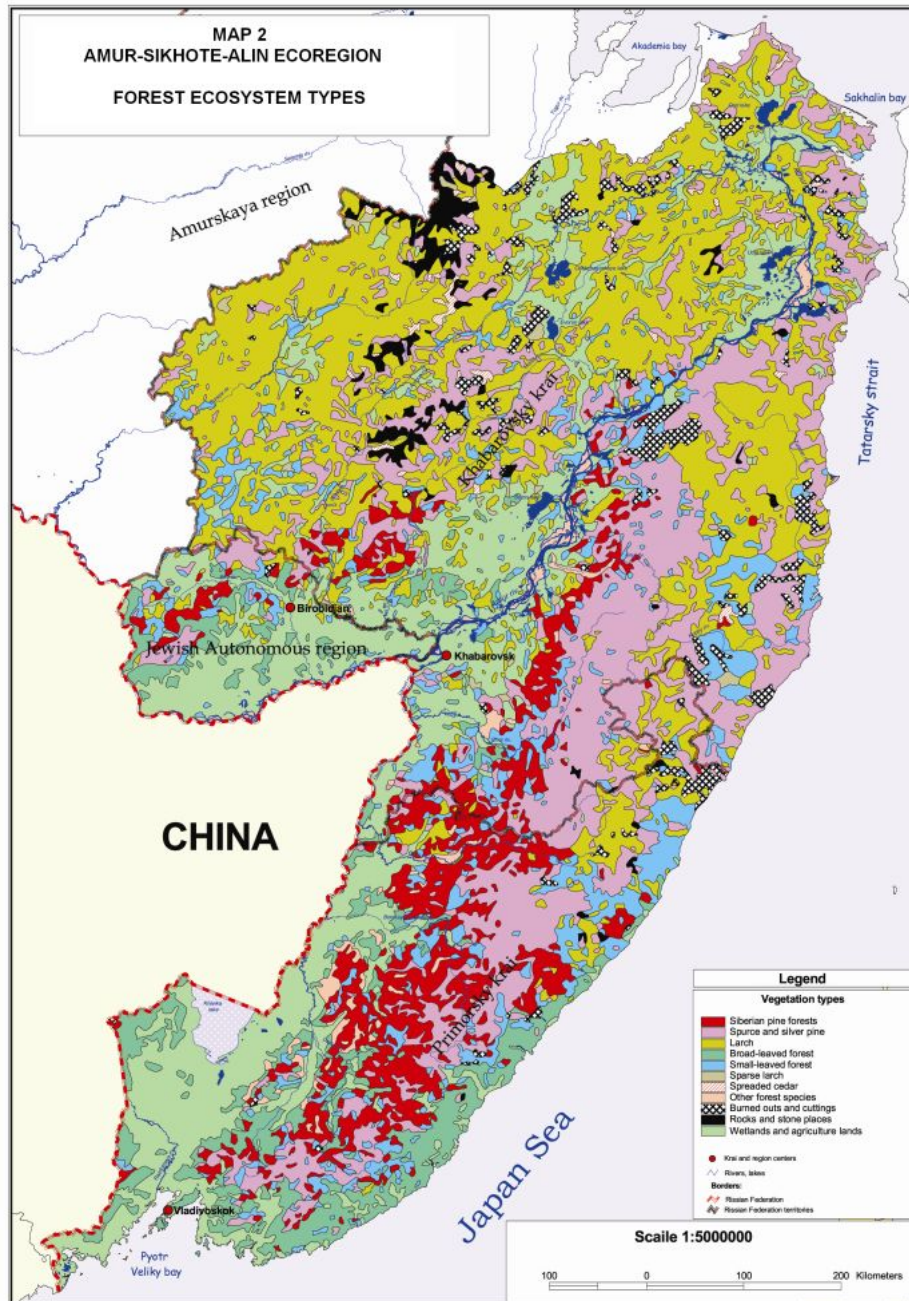 MAP 2
AMUR-SIKHOTE-ALIN ECOREGION
FOREST ECOSYSTEM TYPES
Akademia bay
Sakhalin bay
Amurskaya region
Khabarovsky krai
Tatarsky strait
Birobidjan
Jewish Autonomous region
Khabarovsk
CHINA
Primorsky krai
Japan Sea
Vladivoskok
Pyotr
Veliky bay
Legend
Vegetation types
Siberian pine forests
Spurce and silver pine
Larch
Broad-leaved forest
Small-leaved forest
Sparse larch
Spreaded cedar
Other forest species
Burned outs and cuttings
Rocks and stone places
Wetlands and agriculture lands
Krai and region centers
Rivers, lakes
Borders:
Rissian Federation
Rissian Federation territories
Scaile 1:5000000
100 0 100 200 Kilometers